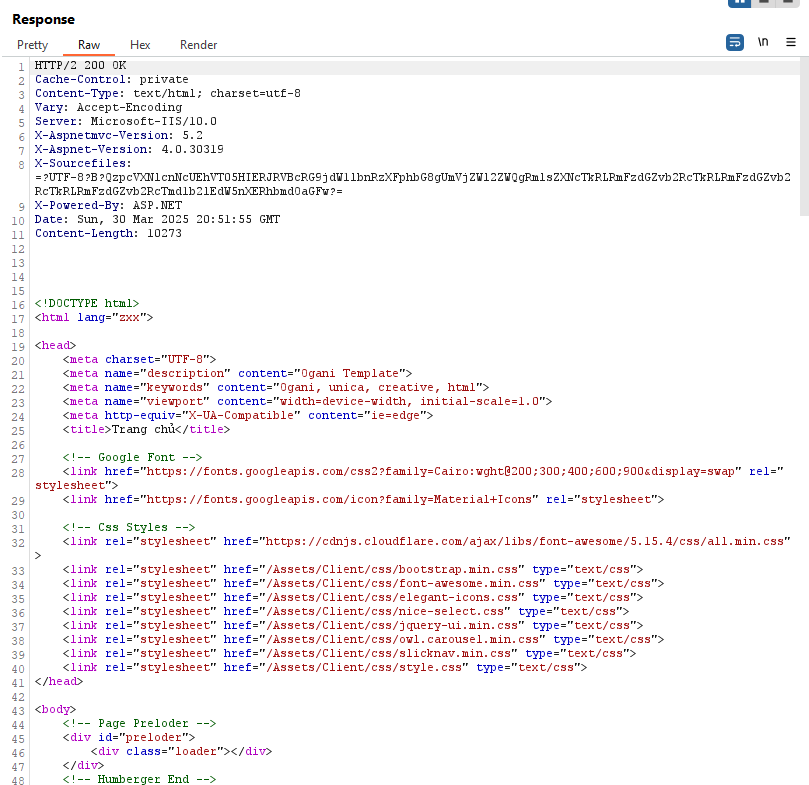 Response
Pretty Raw Hex Render \n
1 HTTP/2 200 OK
2 Cache-Control: private
3 Content-Type: text/html; charset=utf-8
4 Vary: Accept-Encoding
5 Server: Microsoft-IIS/10.0
6 X-Aspnetmvc-Version: 5.2
7 X-Aspnet-Version: 4.0.30319
8 X-Sourcefiles:
9 X-Powered-By: ASP.NET
10 Date: Sun, 30 Mar 2025 20:51:55 GMT
11 Content-Length: 10273
12
13
14
15
16 <!DOCTYPE html>
17 <html lang="zxx">
18
19 <head>
20 <meta charset="UTF-8">
21 <meta name="description" content="Ogani Template">
22 <meta name="keywords" content="Ogani, unica, creative, html">
23 <meta name="viewport" content="width=device-width, initial-scale=1.0">
24 <meta http-equiv="X-UA-Compatible" content="ie=edge">
25 <title>Trang chủ</title>
26
27 <!-- Google Font -->
28 <link href="https://fonts.googleapis.com/css2?family=Cairo:wght@200;300;400;600;900&display=swap" rel="
stylesheet">
29 <link href="https://fonts.googleapis.com/icon?family=Material+Icons" rel="stylesheet">
30
31 <!-- Css Styles -->
32 <link rel="stylesheet" href="https://cdnjs.cloudflare.com/ajax/libs/font-awesome/5.15.4/css/all.min.css"
>
33 <link rel="stylesheet" href="/Assets/Client/css/bootstrap.min.css" type="text/css">
34 <link rel="stylesheet" href="/Assets/Client/css/font-awesome.min.css" type="text/css">
35 <link rel="stylesheet" href="/Assets/Client/css/elegant-icons.css" type="text/css">
36 <link rel="stylesheet" href="/Assets/Client/css/nice-select.css" type="text/css">
37 <link rel="stylesheet" href="/Assets/Client/css/jquery-ui.min.css" type="text/css">
38 <link rel="stylesheet" href="/Assets/Client/css/owl.carousel.min.css" type="text/css">
39 <link rel="stylesheet" href="/Assets/Client/css/slicknav.min.css" type="text/css">
40 <link rel="stylesheet" href="/Assets/Client/css/style.css" type="text/css">
41 </head>
42
43 <body>
44 <!-- Page Preloder -->
45 <div id="preloder">
46 <div class="loader"></div>
47 </div>
48 <!-- Humberger End -->